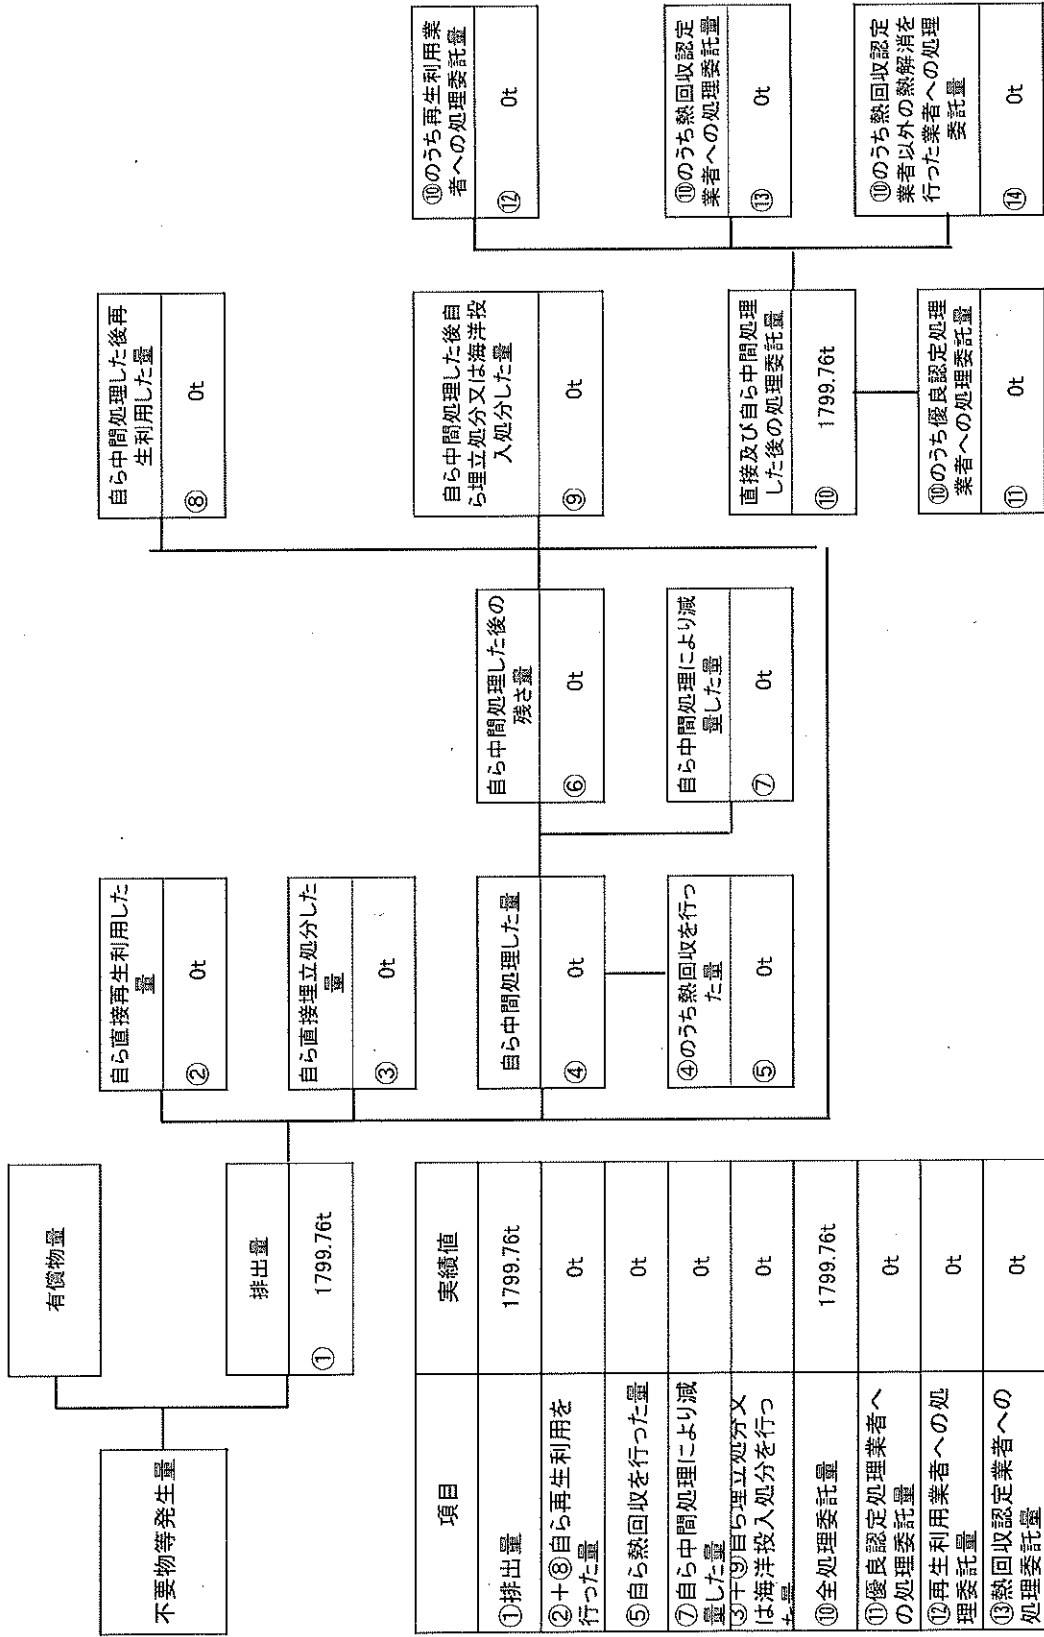 不要物等発生量
有償物量
排出量
① 1799.76t
自ら直接再生利用した
量
② 0t
自ら直接埋立処分した
量
③ 0t
自ら中間処理した量
④ 0t
④のうち熱回収を行っ
た量
⑤ 0t
自ら中間処理した後の
残さ量
⑥ 0t
自ら中間処理により減
量した量
⑦ 0t
自ら中間処理した後再
生利用した量
⑧ 0t
自ら中間処理した後自
ら埋立処分又は海洋投
入処分した量
⑨ 0t
直接及び自ら中間処理
した後の処理委託量
⑩ 1799.76t
⑩のうち優良認定処理
業者への処理委託量
⑪ 0t
⑩のうち再生利用業
者への処理委託量
⑫ 0t
⑩のうち熱回収認定
業者への処理委託量
⑬ 0t
⑩のうち熱回収認定
業者以外の熱解消を
行った業者への処理
委託量
⑭ 0t
項目 実績値
①排出量 1799.76t
②+⑧自ら再生利用を
行った量 0t
⑤自ら熱回収を行った量 0t
⑦自ら中間処理により減
量した量 0t
③+⑨自ら埋立処分又
は海洋投入処分を行っ
た量 0t
⑩全処理委託量 1799.76t
⑪優良認定処理業者へ
の処理委託量 0t
⑫再生利用業者への処
理委託量 0t
⑬熱回収認定業者への
処理委託量 0t